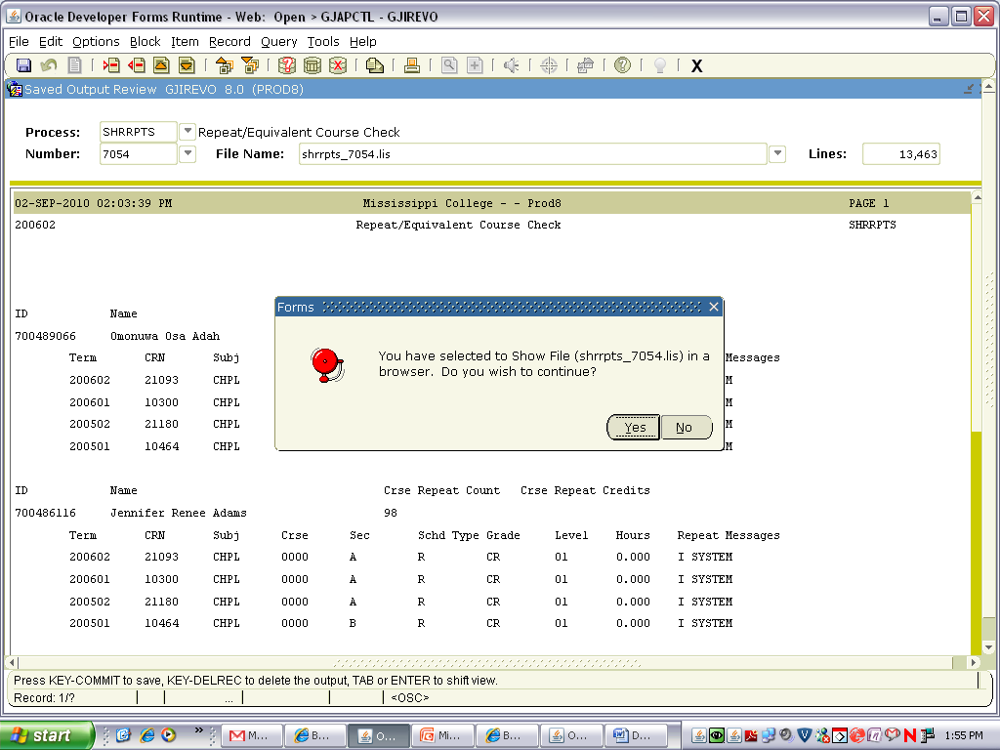 Oracle Developer Forms Runtime - Web: Open > GJAPCTL - GJIREVO
File Edit Options Block Item Record Query Tools Help
X
Saved Output Review GJIREVO 8.0 (PROD8)
Process: SHRRPTS Repeat/Equivalent Course Check
Number: 7054 File Name: shrrpts_7054.lis Lines: 13,463
02-SEP-2010 02:03:39 PM Mississippi College - - Prod8 PAGE 1
200602 Repeat/Equivalent Course Check SHRRPTS
Forms
ID Name
700489066 Omonuwa Osa Adah
Term CRN Subj Messages
200602 21093 CHPL M
200601 10300 CHPL M
200502 21180 CHPL M
200501 10464 CHPL M
You have selected to Show File (shrrpts_7054.lis) in a
browser. Do you wish to continue?
Yes No
ID Name Crse Repeat Count Crse Repeat Credits
700486116 Jennifer Renee Adams 98
Term CRN Subj Crse Sec Schd Type Grade Level Hours Repeat Messages
200602 21093 CHPL 0000 A R CR 01 0.000 I SYSTEM
200601 10300 CHPL 0000 A R CR 01 0.000 I SYSTEM
200502 21180 CHPL 0000 A R CR 01 0.000 I SYSTEM
200501 10464 CHPL 0000 B R CR 01 0.000 I SYSTEM
Press KEY-COMMIT to save, KEY-DELREC to delete the output, TAB or ENTER to shift view.
Record: 1/? ... <OSC>
start » M... B... O... Mi... B... O... D... 1:55 PM